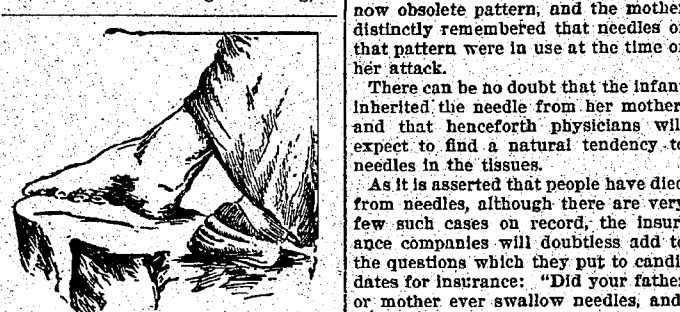 now obsolete pattern, and the mother
distinctly remembered that needles of
that pattern were in use at the time of
her attack.
There can be no doubt that the infant
inherited the needle from her mother
and that henceforth physicians will
expect to find a natural tendency to
needles in the tissues.
As it is asserted that people have died
from needles, although there are very
few such cases on record, the insur
ance companies will doubtless add to
the questions which they put to candi
dates for insurance: "Did your father
or mother ever swallow needles, and